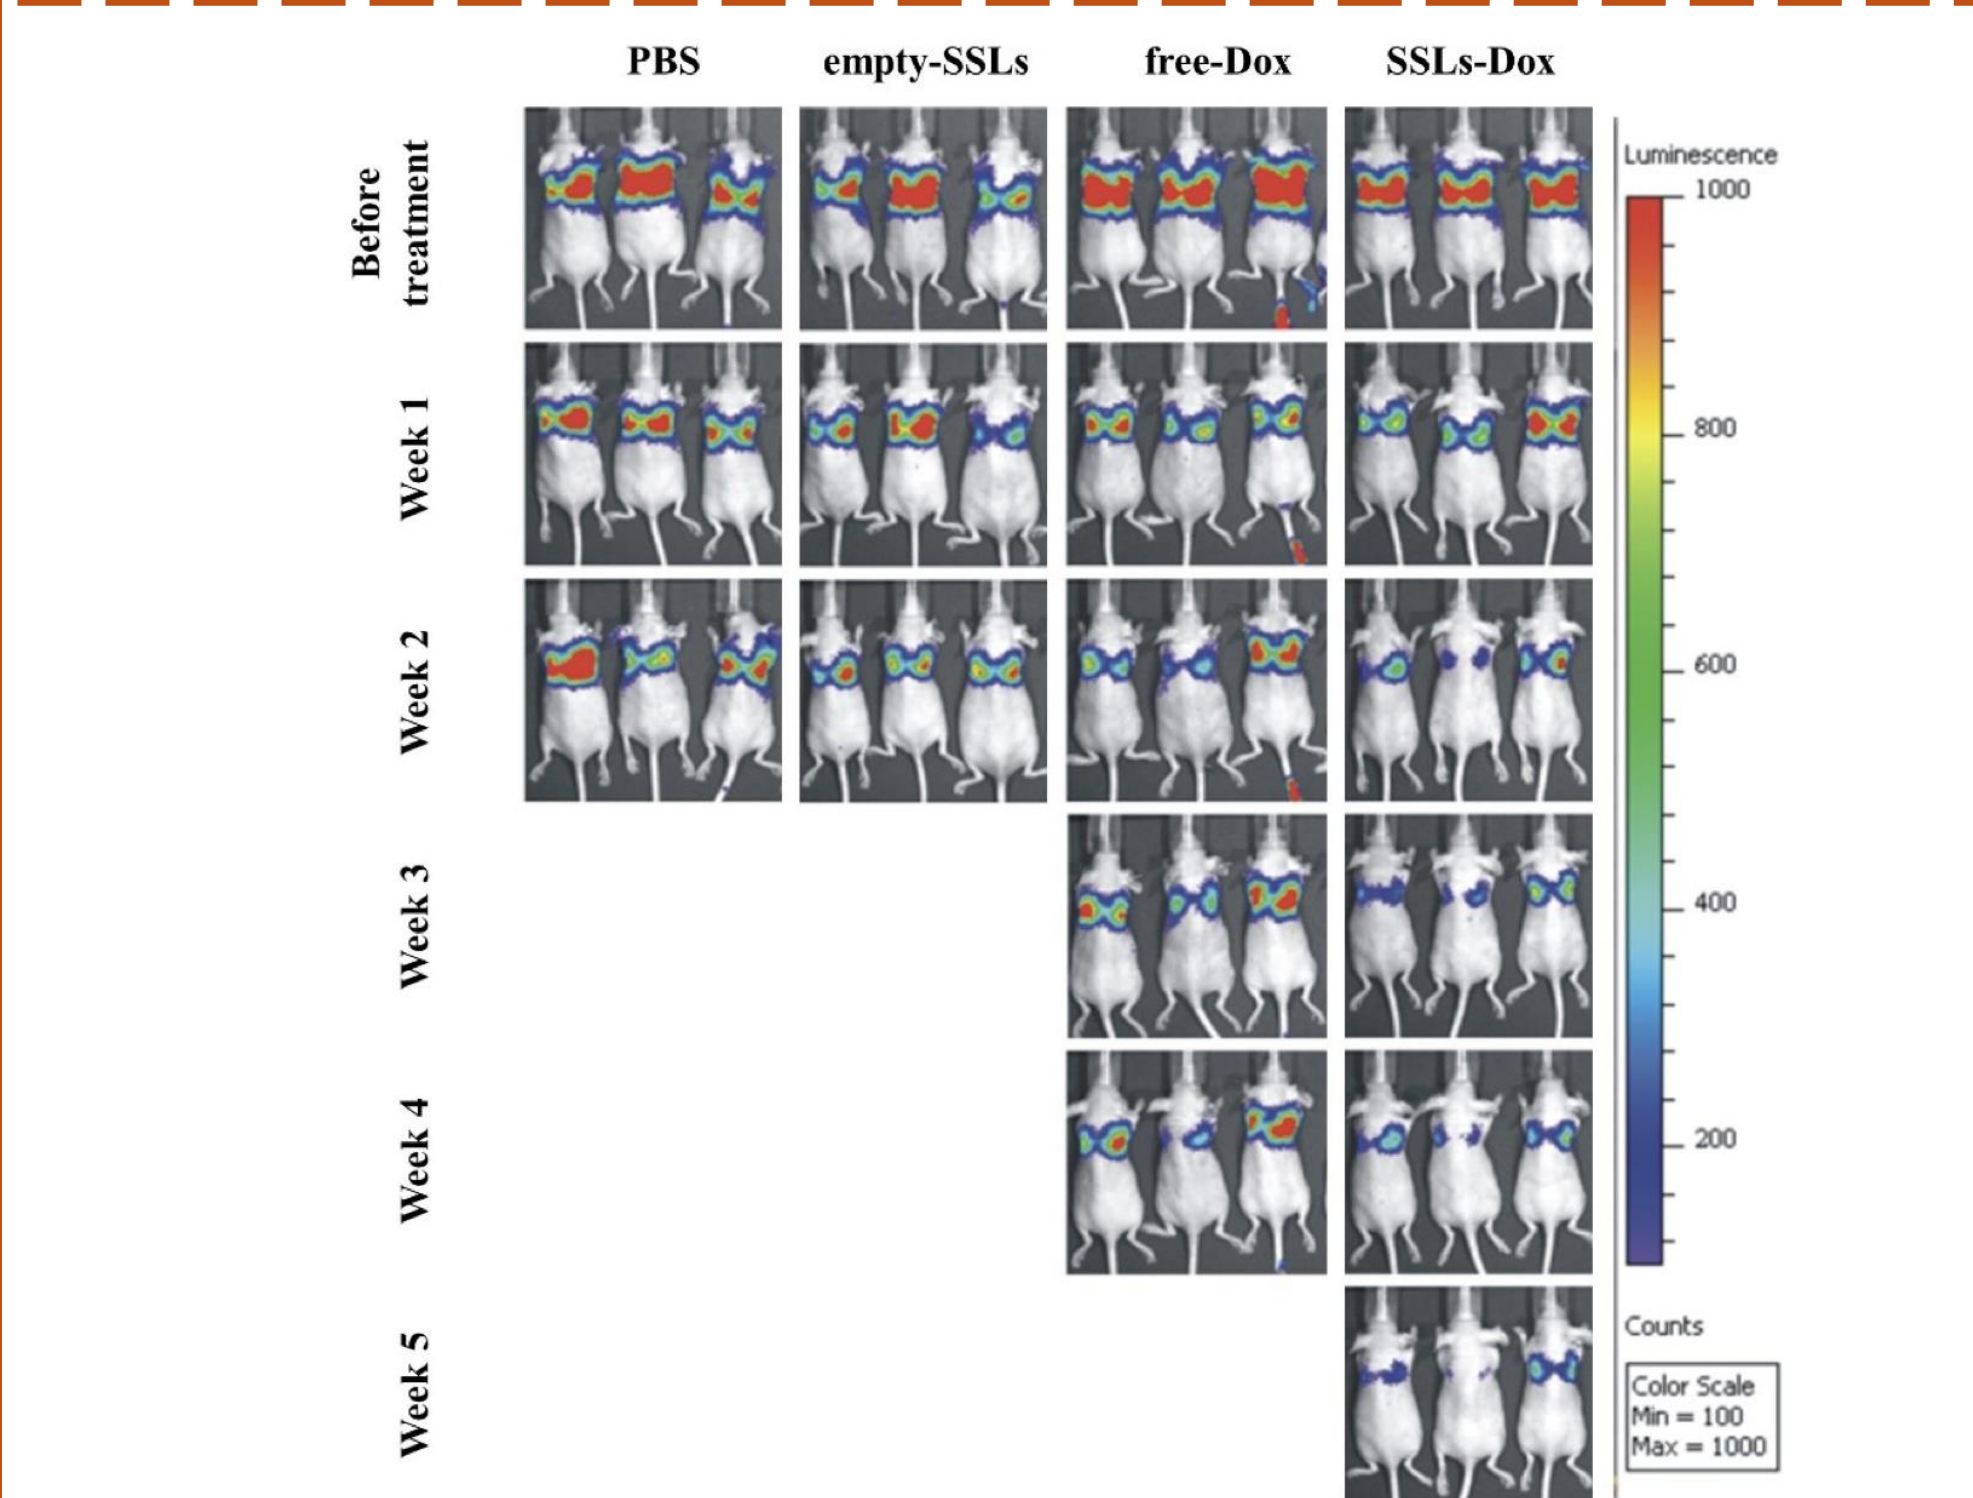 PBS
empty-SSLs
free-Dox
SSLs-Dox
Before
treatment
Week 1
Week 2
Week 3
Week 4
Week 5
Luminescence
1000
800
600
400
200
Counts
Color Scale
Min = 100
Max = 1000